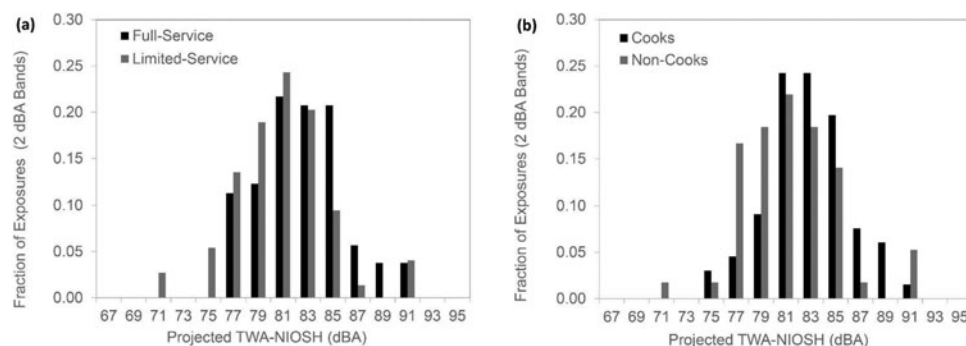 (a)
0.30
0.25
0.20
0.15
0.10
0.05
0.00
Fraction of Exposures (2 dBA Bands)
Full-Service
Limited-Service
67 69 71 73 75 77 79 81 83 85 87 89 91 93 95
Projected TWA-NIOSH (dBA)
(b)
0.30
0.25
0.20
0.15
0.10
0.05
0.00
Fraction of Exposures (2 dBA Bands)
Cooks
Non-Cooks
67 69 71 73 75 77 79 81 83 85 87 89 91 93 95
Projected TWA-NIOSH (dBA)